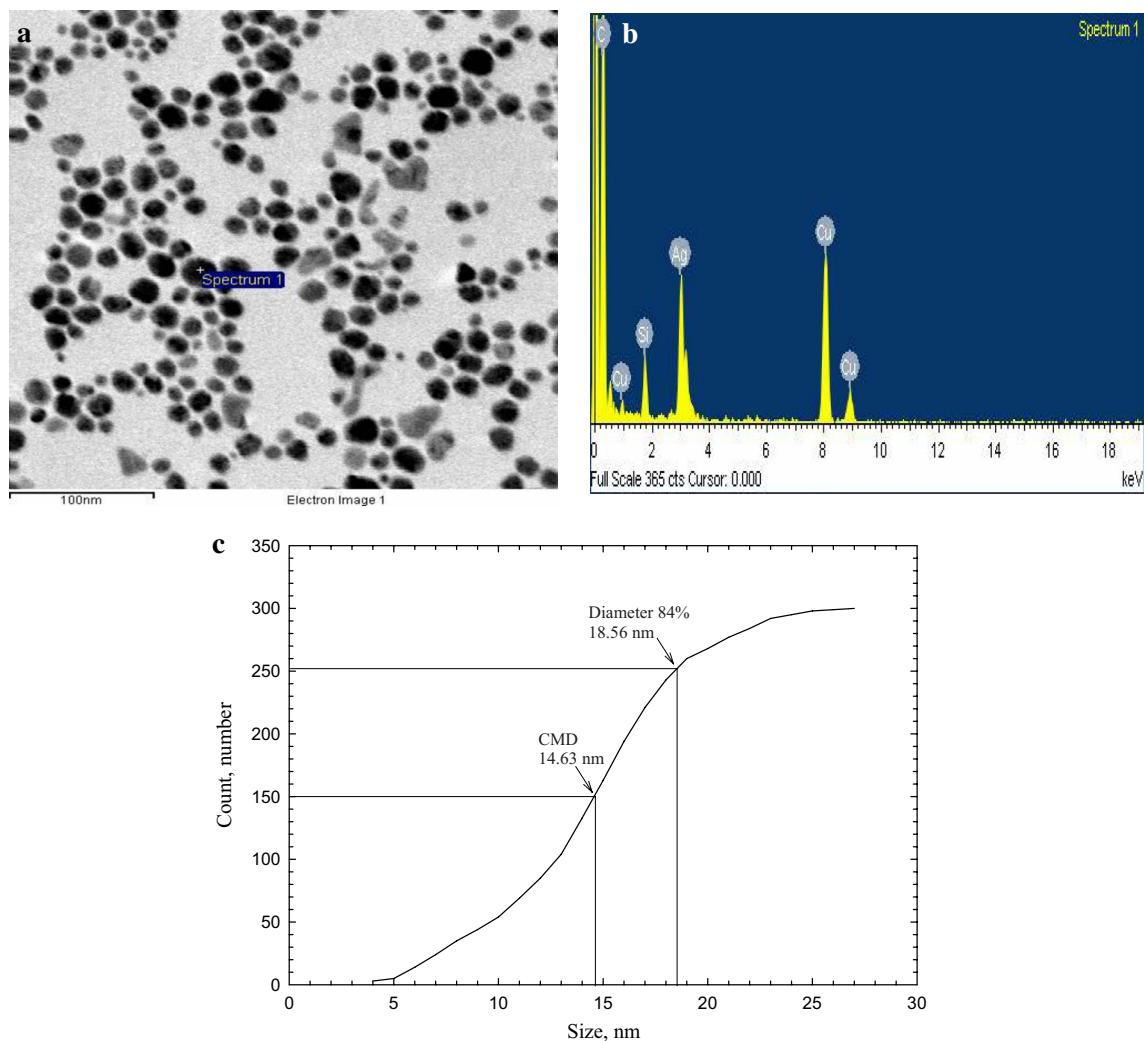 a
Spectrum 1
100nm
Electron Image 1
b
Spectrum 1
C
Cu
Si
Ag
Cu
Cu
0 2 4 6 8 10 12 14 16 18
Full Scale 365 cts Cursor: 0.000
keV
c
350
300
250
200
150
100
50
0
Diameter 84%
18.56 nm
CMD
14.63 nm
0 5 10 15 20 25 30
Count, number
Size, nm